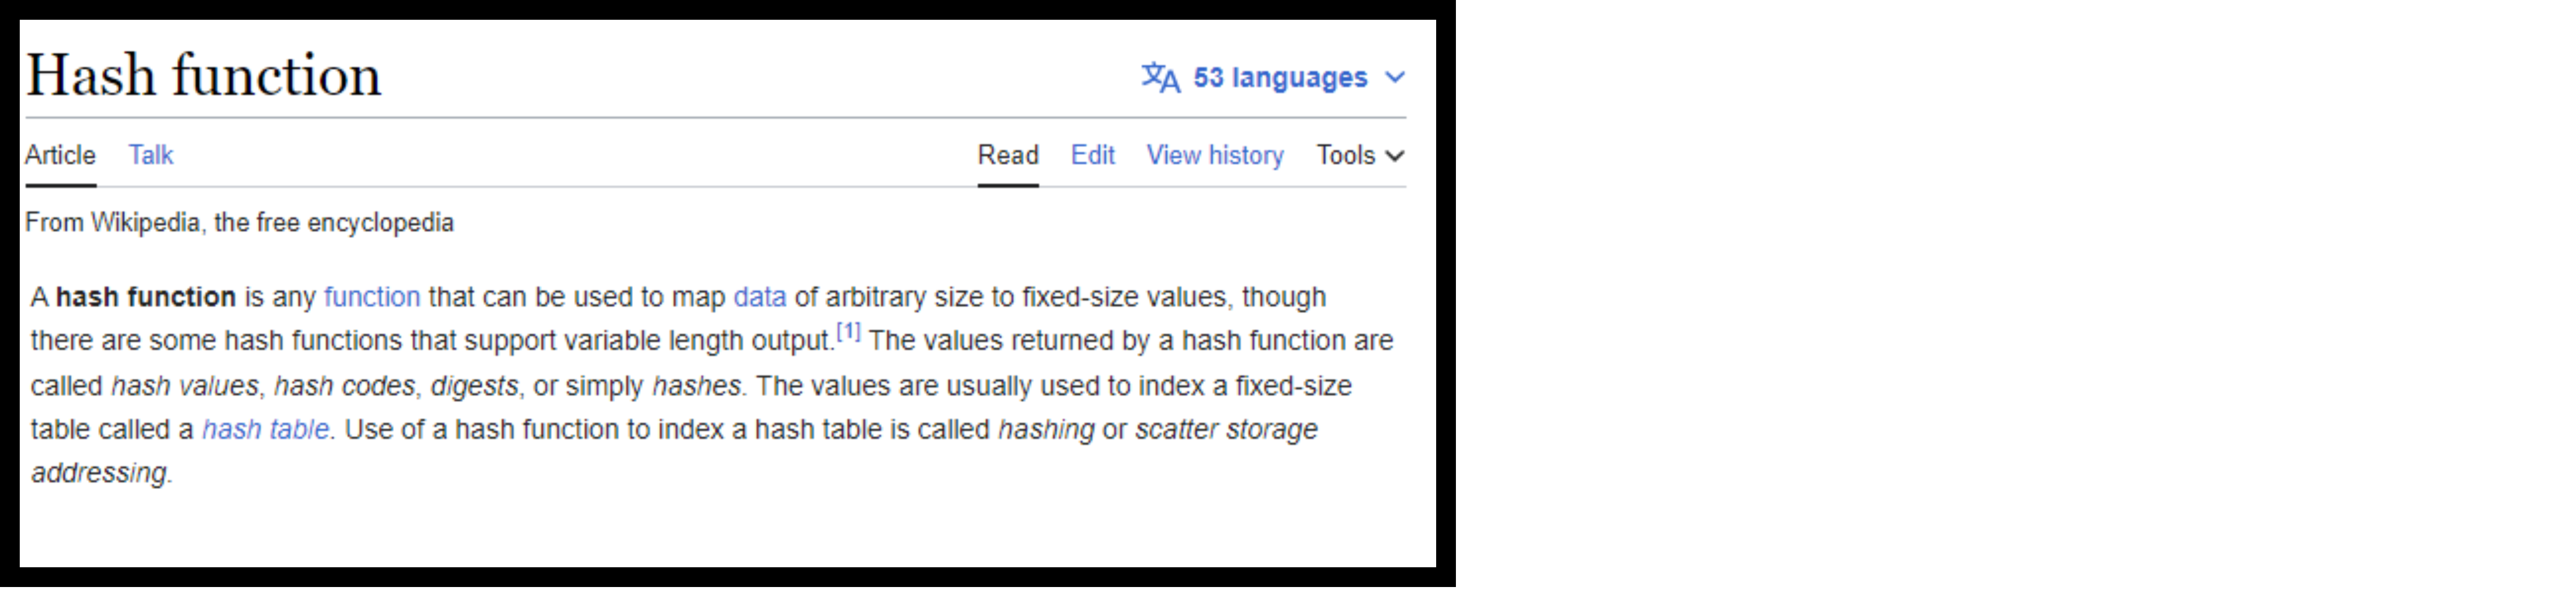 Hash function
53 languages
Article Talk Read Edit View history Tools
From Wikipedia, the free encyclopedia
A hash function is any function that can be used to map data of arbitrary size to fixed-size values, though
there are some hash functions that support variable length output.[1] The values returned by a hash function are
called hash values, hash codes, digests, or simply hashes. The values are usually used to index a fixed-size
table called a hash table. Use of a hash function to index a hash table is called hashing or scatter storage
addressing.